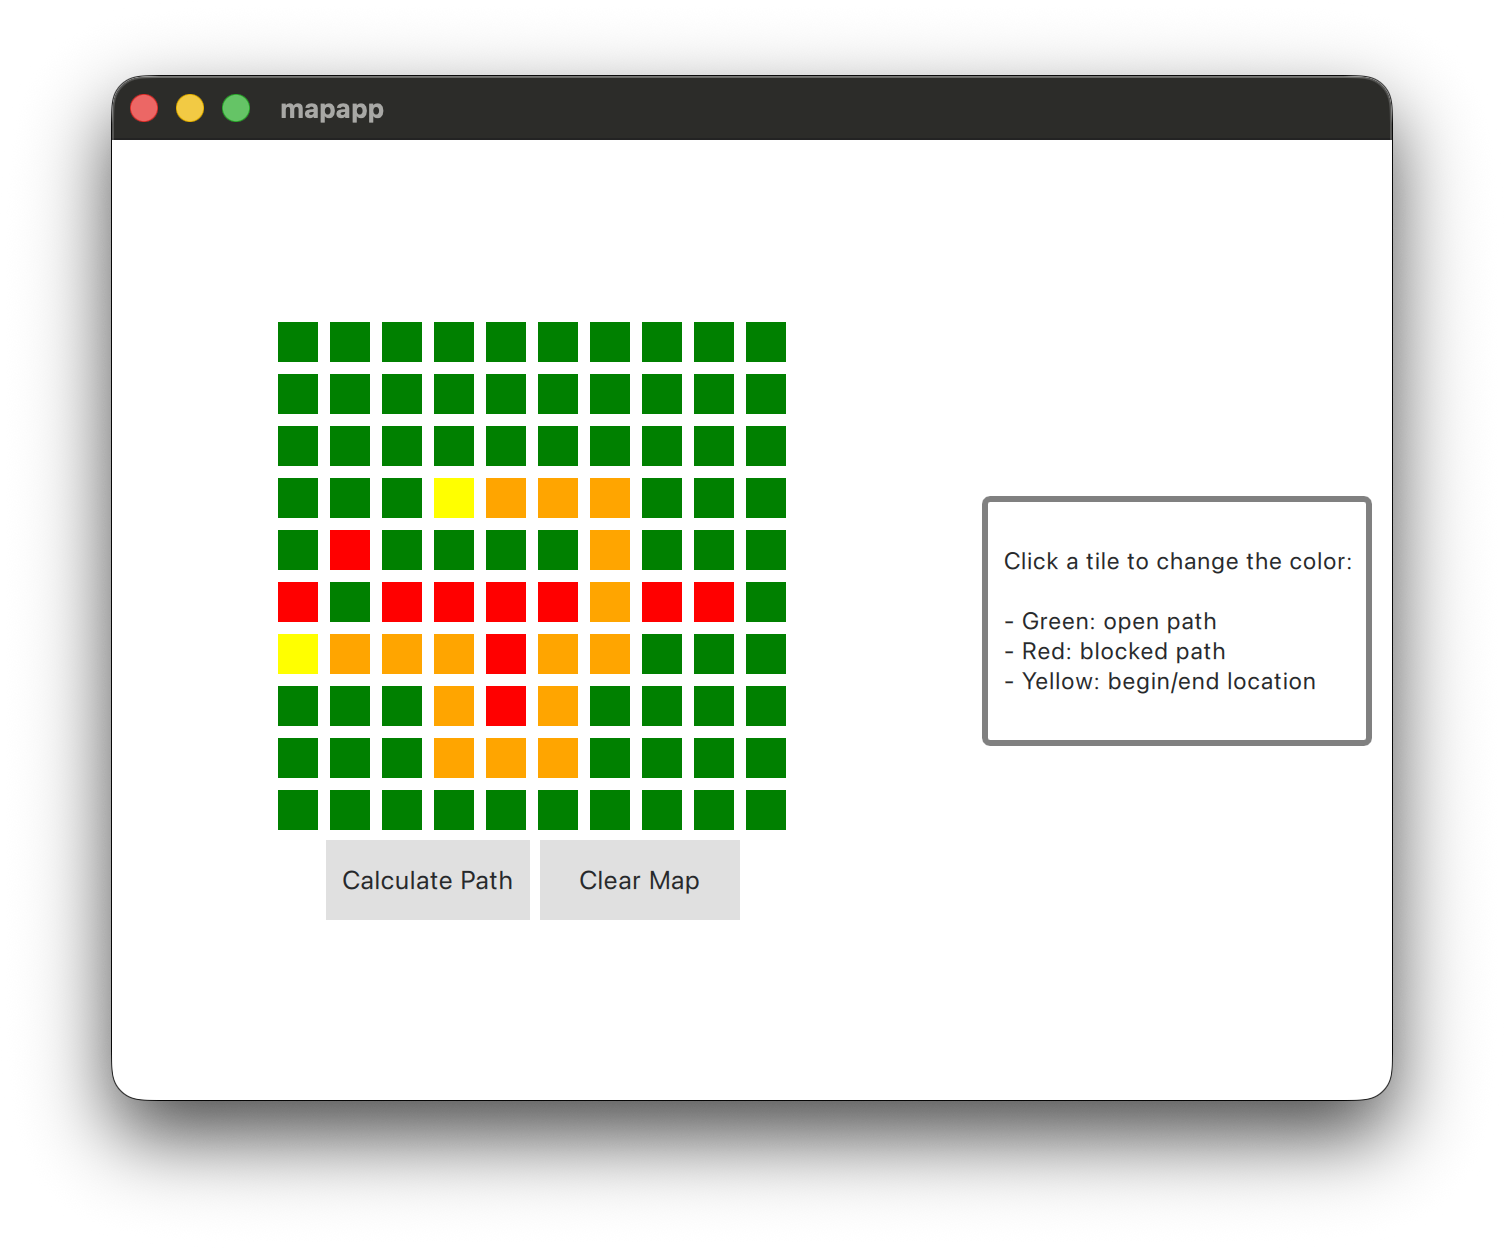 mapapp
Click a tile to change the color:
- Green: open path
- Red: blocked path
- Yellow: begin/end location
Calculate Path
Clear Map